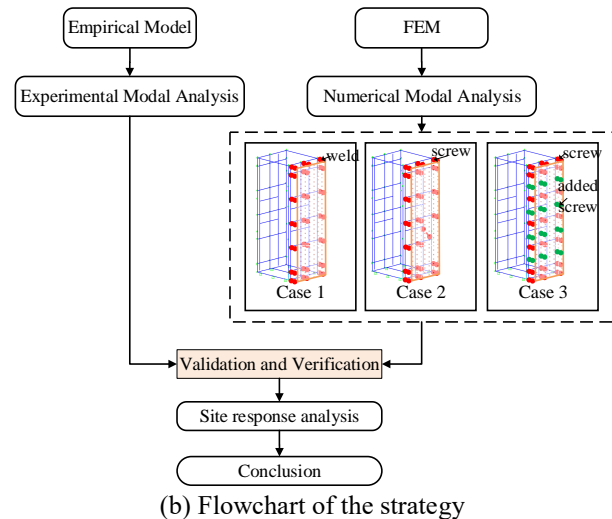 Empirical Model
FEM
Experimental Modal Analysis
Numerical Modal Analysis
weld
screw
screw
added
screw
Case 1
Case 2
Case 3
Validation and Verification
Site response analysis
Conclusion
(b) Flowchart of the strategy